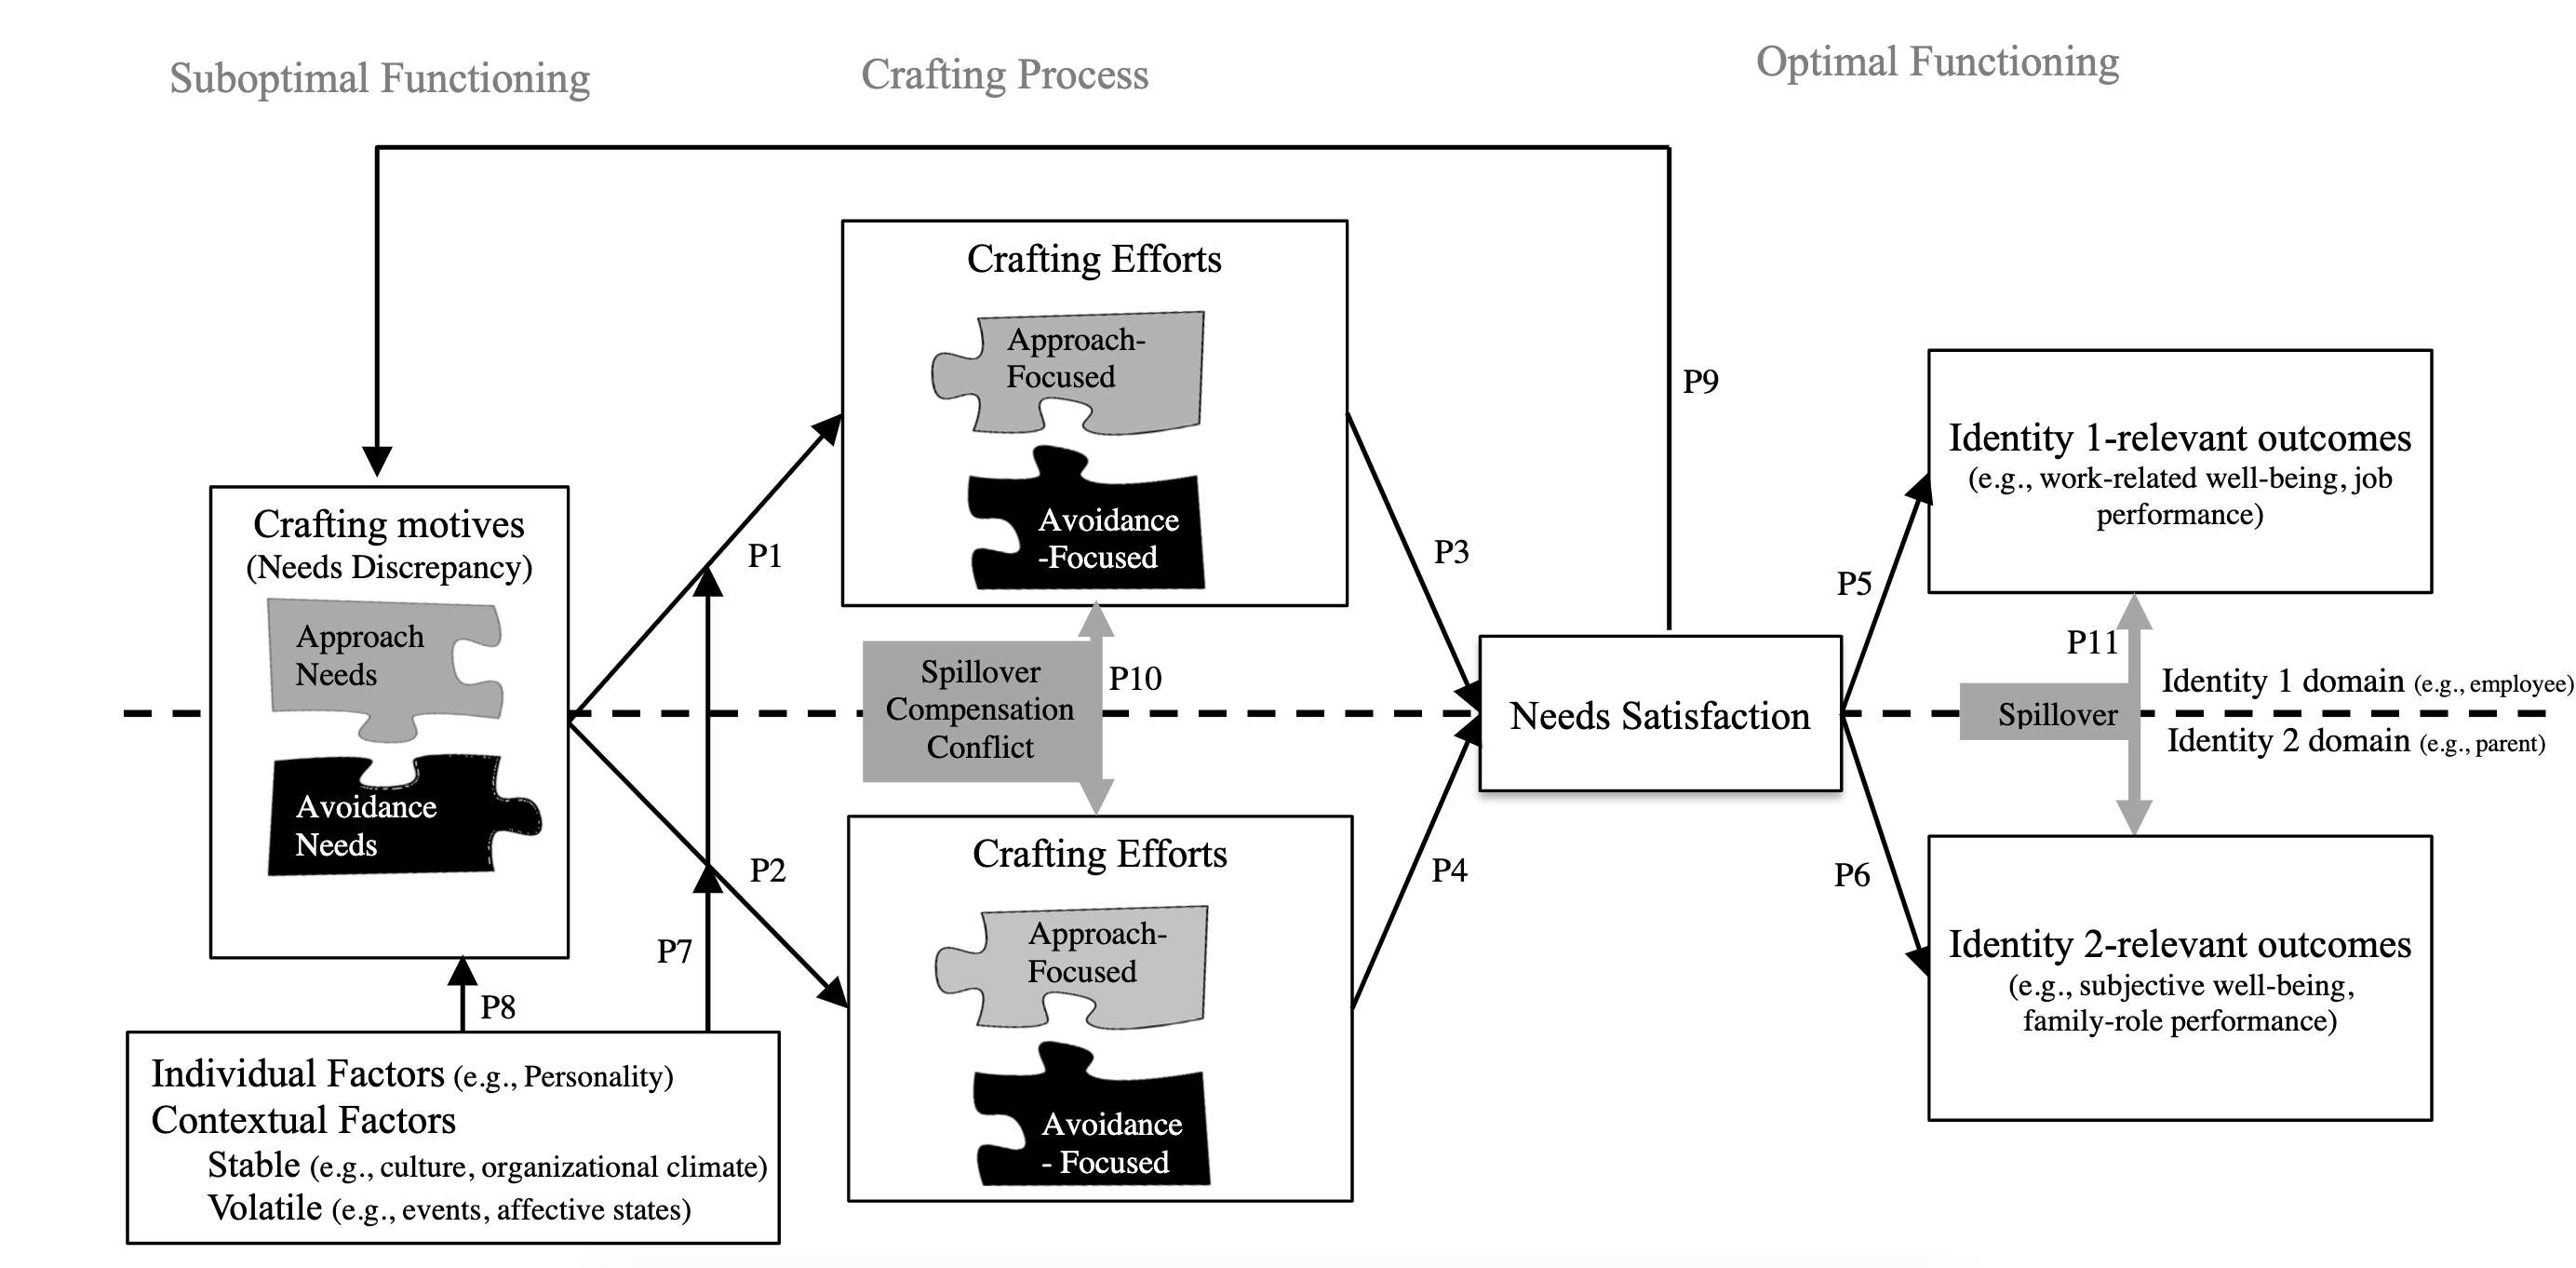 Suboptimal Functioning
Crafting Process
Optimal Functioning
Crafting Efforts
Approach-
Focused
Avoidance
-Focused
P9
Identity 1-relevant outcomes
(e.g., work-related well-being, job
performance)
Crafting motives
(Needs Discrepancy)
Approach
Needs
Avoidance
Needs
P1
P3
P5
Spillover
Compensation
Conflict
P10
Needs Satisfaction
P11
Spillover
Identity 1 domain (e.g., employee)
Identity 2 domain (e.g., parent)
P2
P4
P6
P7
P8
Crafting Efforts
Approach-
Focused
Avoidance
- Focused
Identity 2-relevant outcomes
(e.g., subjective well-being,
family-role performance)
Individual Factors (e.g., Personality)
Contextual Factors
Stable (e.g., culture, organizational climate)
Volatile (e.g., events, affective states)